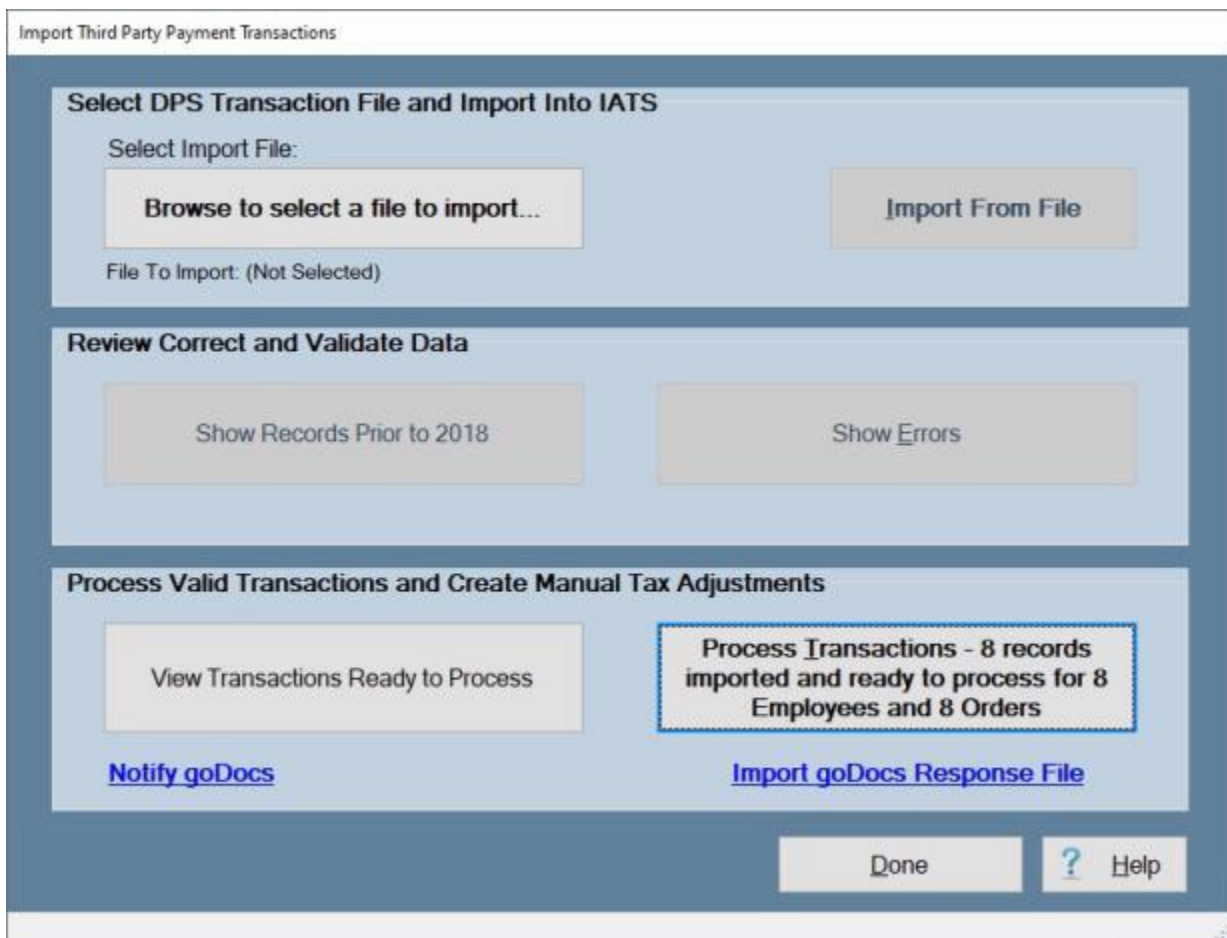 Import Third Party Payment Transactions
Select DPS Transaction File and Import Into IATS
Select Import File:
Browse to select a file to import...
Import From File
File To Import: (Not Selected)
Review Correct and Validate Data
Show Records Prior to 2018
Show Errors
Process Valid Transactions and Create Manual Tax Adjustments
View Transactions Ready to Process
Process Transactions - 8 records
imported and ready to process for 8
Employees and 8 Orders
Notify goDocs
Import goDocs Response File
Done
? Help